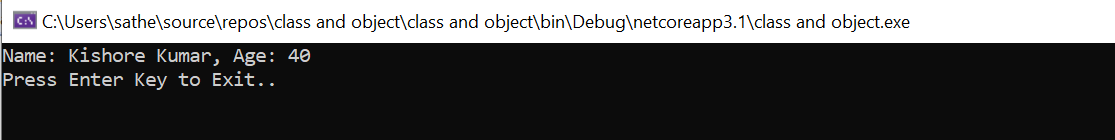 C:\Users\sathe\source\repos\class and object\class and object\bin\Debug\netcoreapp3.1\class and object.exe
Name: Kishore Kumar, Age: 40
Press Enter Key to Exit..